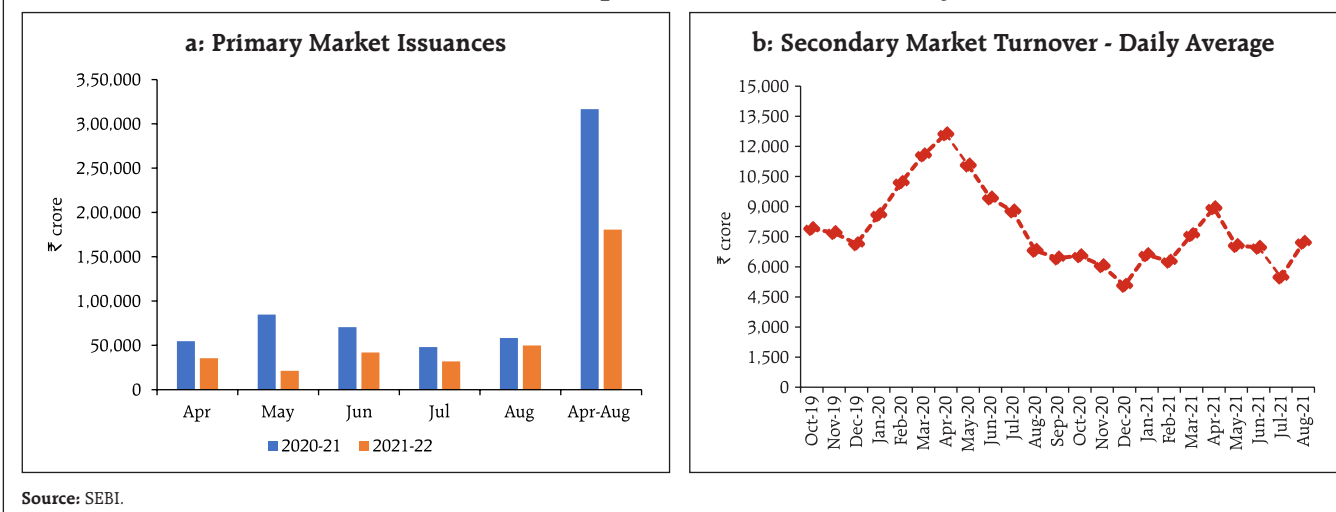 a: Primary Market Issuances
3,50,000
3,00,000
2,50,000
2,00,000
1,50,000
1,00,000
50,000
0
₹ crore
Apr May Jun Jul Aug Apr-Aug
2020-21 2021-22
b: Secondary Market Turnover - Daily Average
15,000
13,500
12,000
10,500
9,000
7,500
6,000
4,500
3,000
1,500
0
₹ crore
Oct-19 Nov-19 Dec-19 Jan-20 Feb-20 Mar-20 Apr-20 May-20 Jun-20 Jul-20 Aug-20 Sep-20 Oct-20 Nov-20 Dec-20 Jan-21 Feb-21 Mar-21 Apr-21 May-21 Jun-21 Jul-21 Aug-21
Source: SEBI.